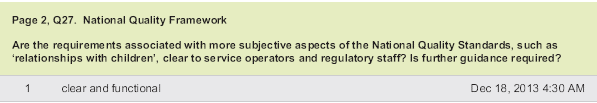 Page 2, Q27. National Quality Framework
Are the requirements associated with more subjective aspects of the National Quality Standards, such as
‘relationships with children’, clear to service operators and regulatory staff? Is further guidance required?
1 clear and functional Dec 18, 2013 4:30 AM